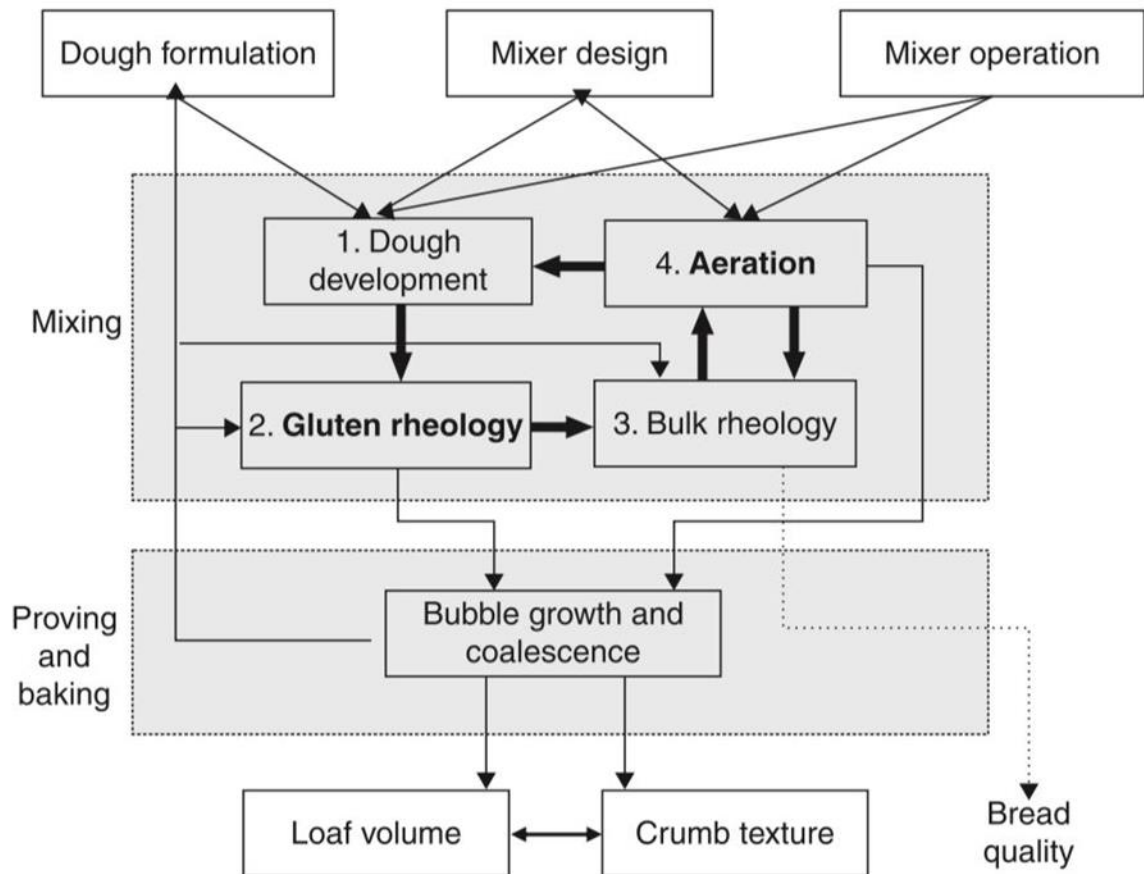 Dough formulation
Mixer design
Mixer operation
1. Dough
development
4. Aeration
Mixing
2. Gluten rheology
3. Bulk rheology
Proving
and
baking
Bubble growth and
coalescence
Loaf volume
Crumb texture
Bread
quality